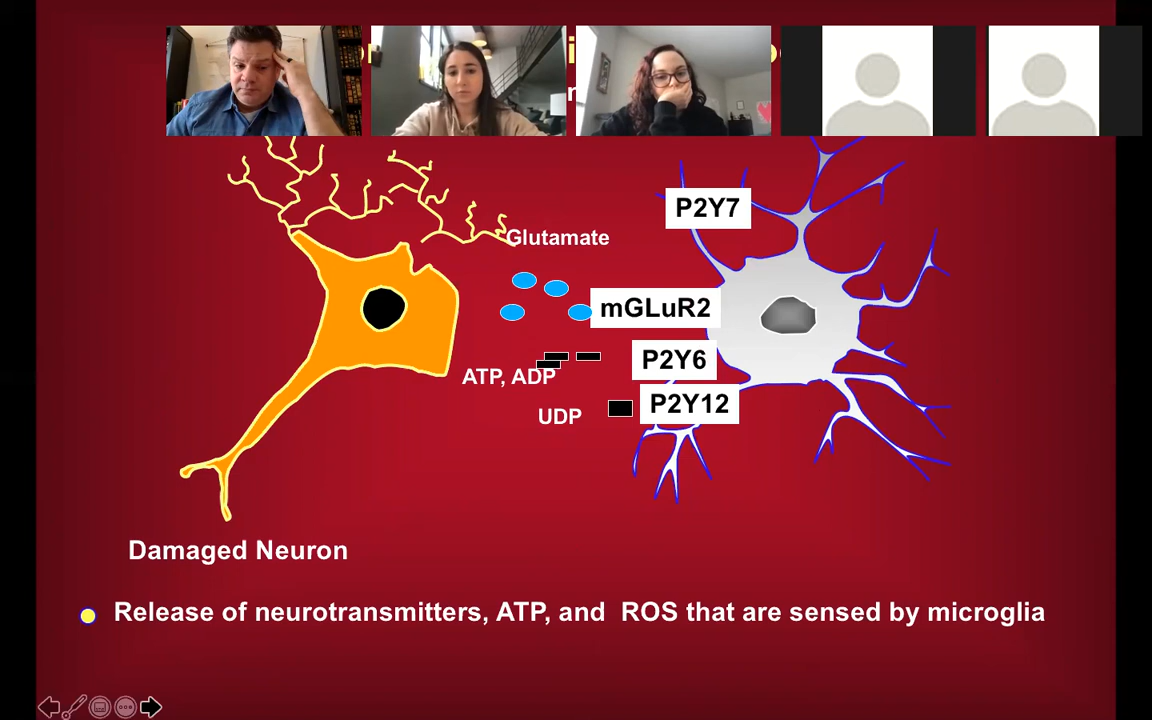 P2Y7
Glutamate
mGLuR2
P2Y6
ATP, ADP
P2Y12
UDP
Damaged Neuron
Release of neurotransmitters, ATP, and ROS that are sensed by microglia